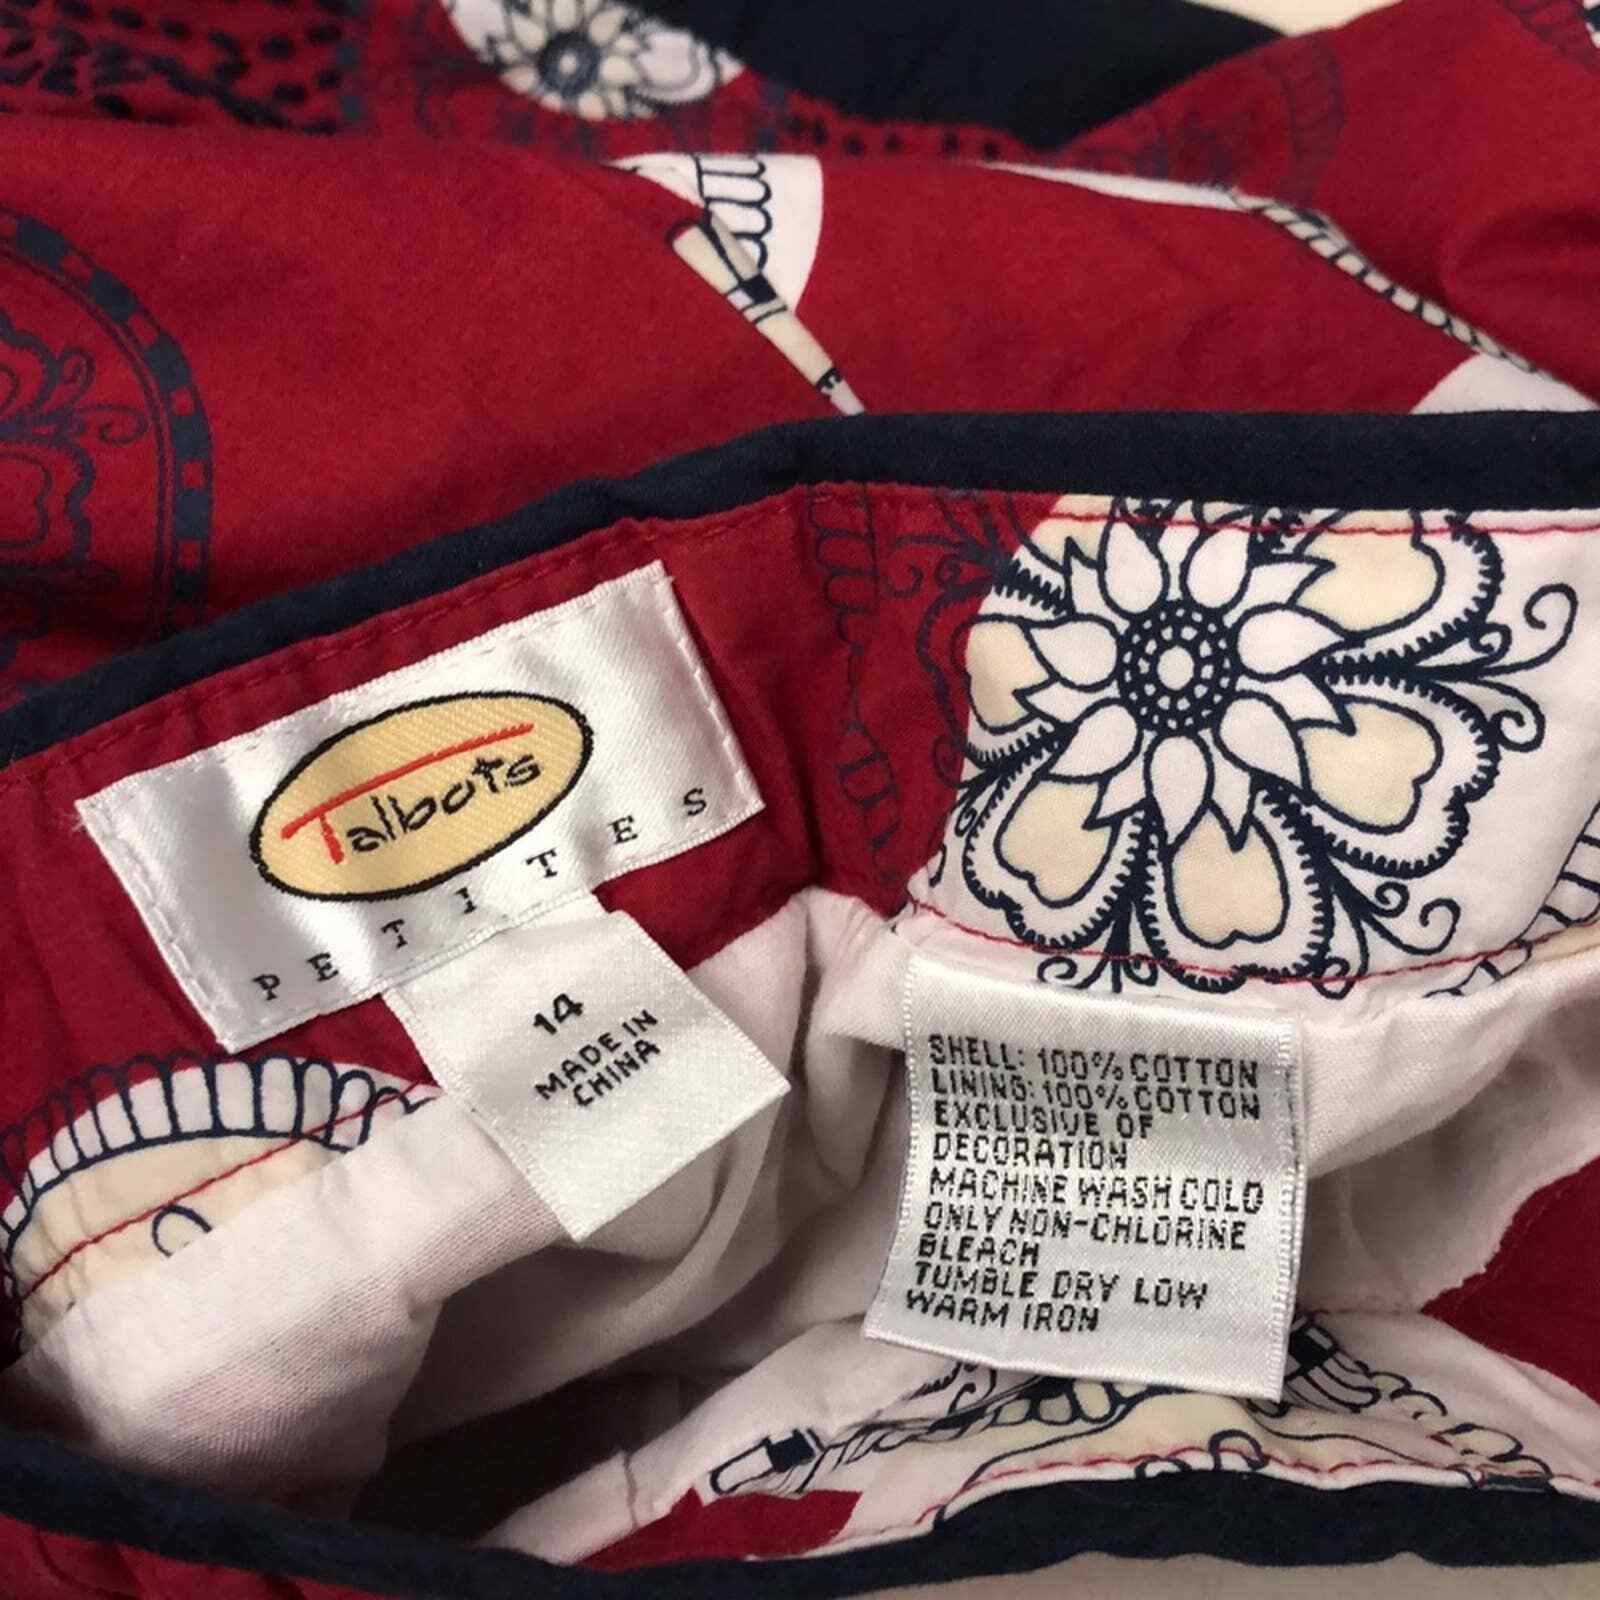 Talbots
PETITES
14
MADE IN
CHINA
SHELL: 100% COTTON
LINING: 100% COTTON
EXCLUSIVE OF
DECORATION
MACHINE WASH COLD
ONLY NON-CHLORINE
BLEACH
TUMBLE DRY LOW
WARM IRON